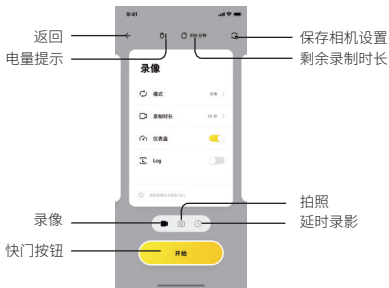 9:41
返回
保存相机设置
电量提示
剩余录制时长
录像
模式
录制时长
仪表盘
Log
拍照
录像
延时录影
快门按钮
开始